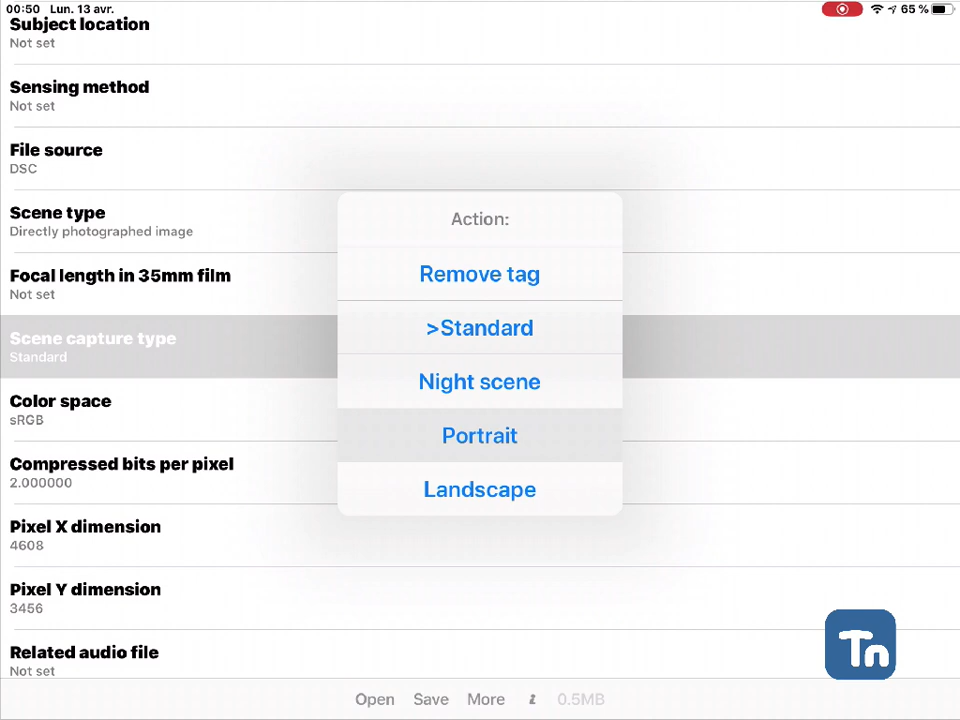 00:50 Lun. 13 avr.
65 %
Subject location
Not set
Sensing method
Not set
File source
DSC
Scene type
Directly photographed image
Focal length in 35mm film
Not set
Scene capture type
Standard
Color space
sRGB
Compressed bits per pixel
2.000000
Pixel X dimension
4608
Pixel Y dimension
3456
Related audio file
Not set
Action:
Remove tag
>Standard
Night scene
Portrait
Landscape
Tn
Open Save More 0.5MB